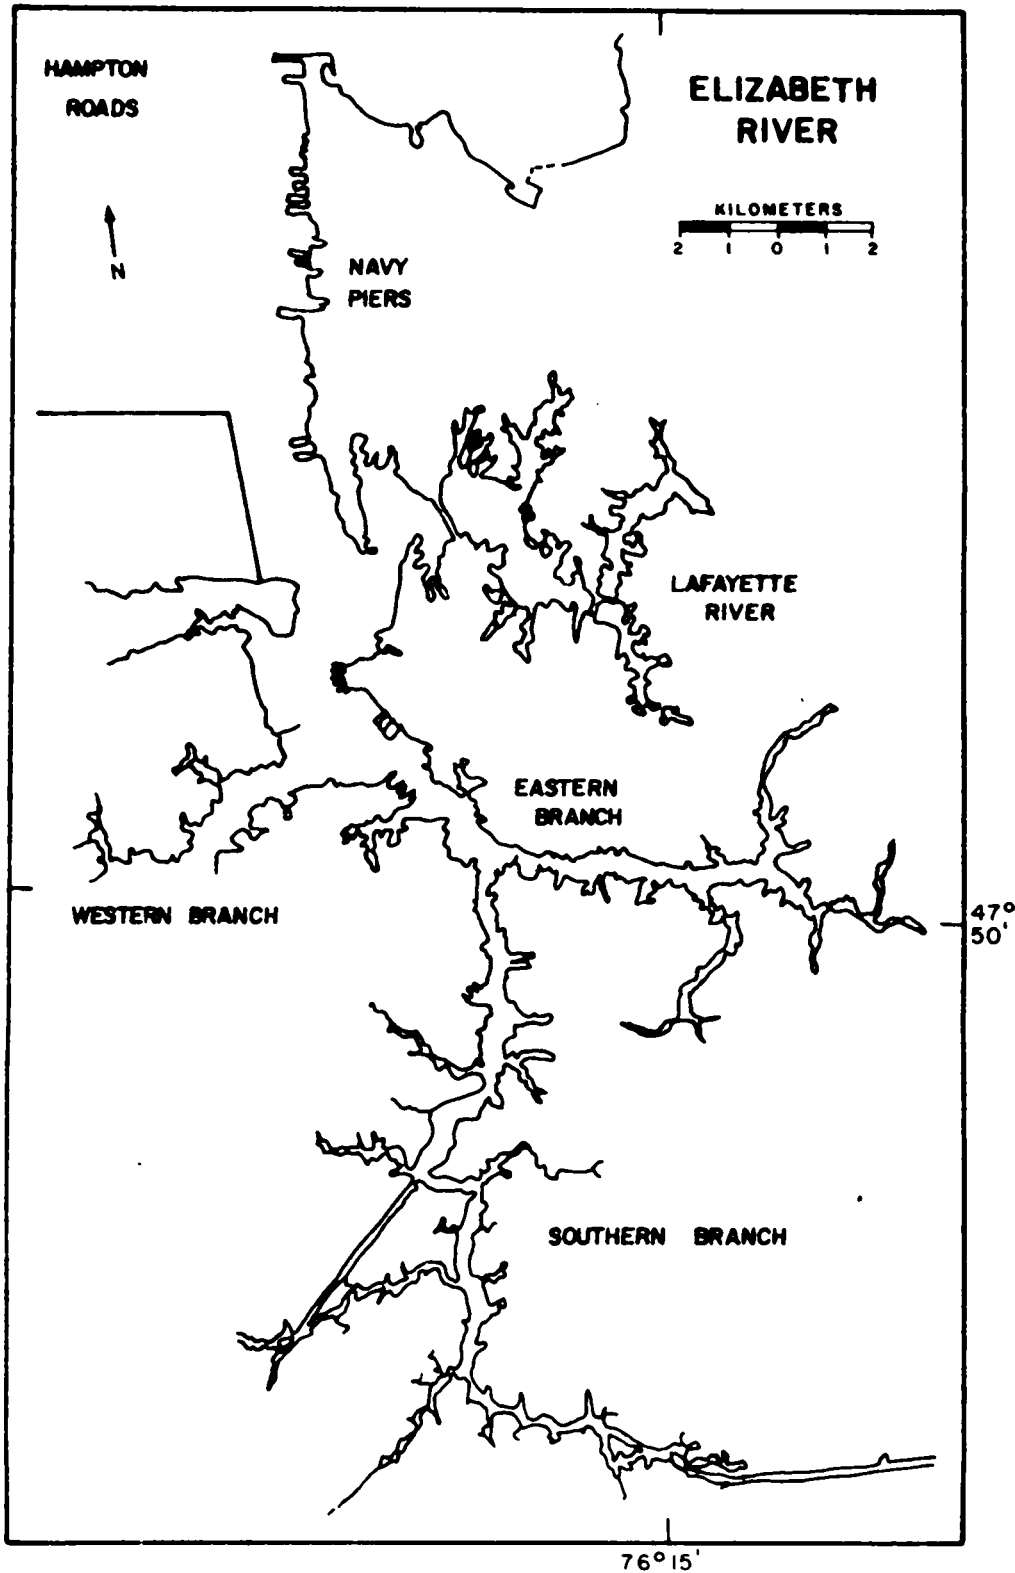 HAMPTON
ROADS
ELIZABETH
RIVER
KILOMETERS
2 1 0 1 2
N
NAVY
PIERS
LAFAYETTE
RIVER
EASTERN
BRANCH
WESTERN BRANCH
47°
50'
SOUTHERN BRANCH
76°15'